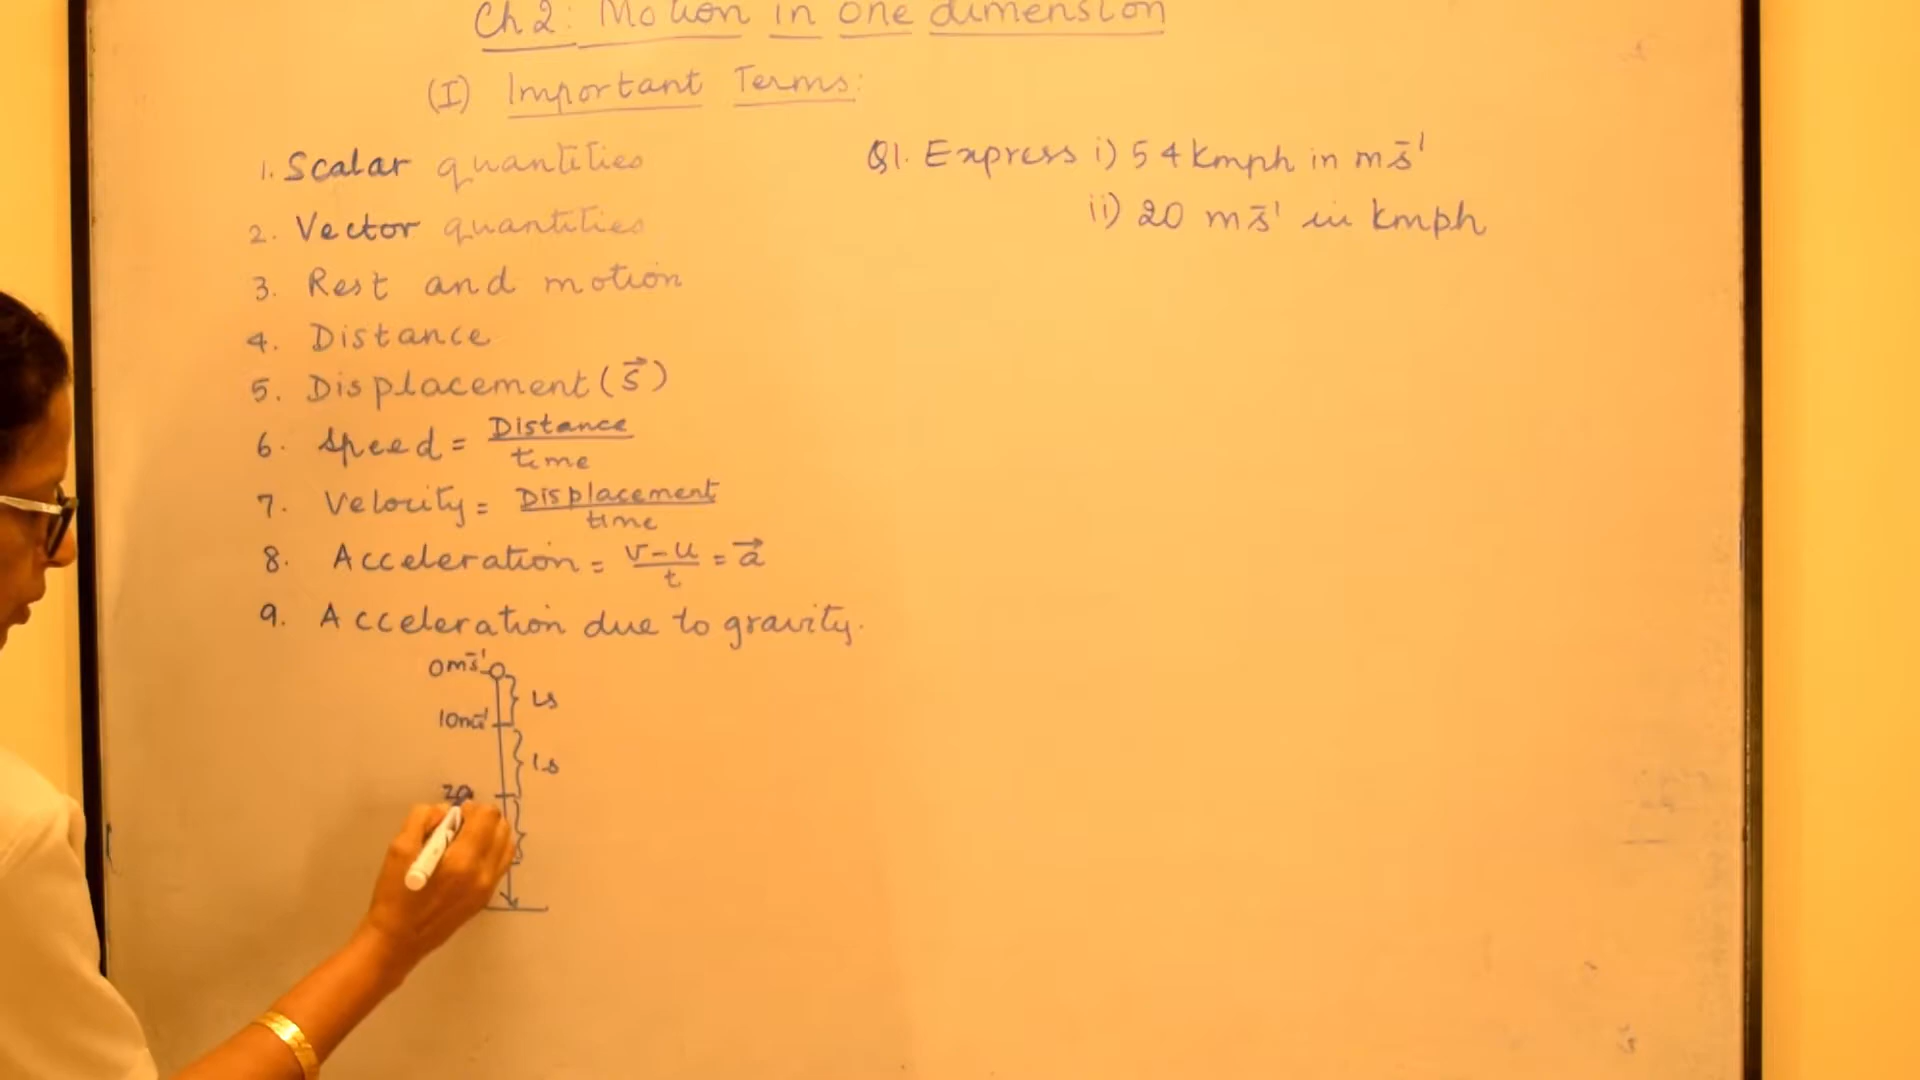 Ch 2: Motion in one dimension
(I) Important Terms:
1. Scalar quantities
2. Vector quantities
3. Rest and motion
4. Distance
5. Displacement (s⃗)
6. Speed = Distance / time
7. Velocity = Displacement / time
8. Acceleration = v-u / t = a⃗
9. Acceleration due to gravity.
0 ms⁻¹
1s
10 ms⁻¹
1s
20
Q1. Express i) 54 kmph in ms⁻¹
ii) 20 ms⁻¹ in kmph